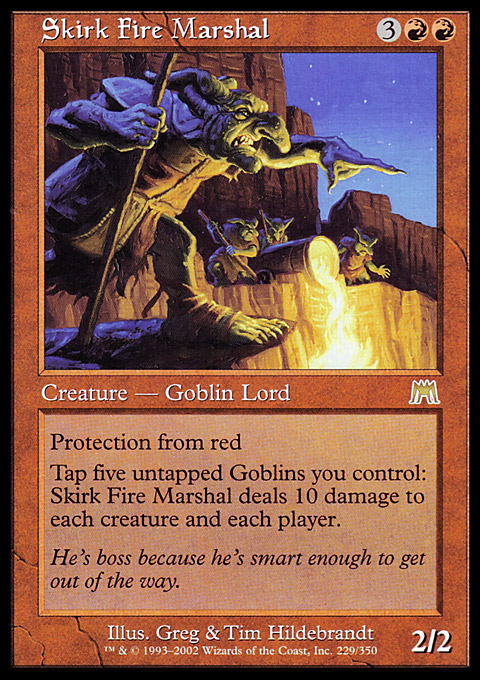 Skirk Fire Marshal 3
Creature — Goblin Lord
Protection from red
Tap five untapped Goblins you control:
Skirk Fire Marshal deals 10 damage to
each creature and each player.
He's boss because he's smart enough to get
out of the way.
Illus. Greg & Tim Hildebrandt
2/2
™ & © 1993–2002 Wizards of the Coast, Inc. 229/350